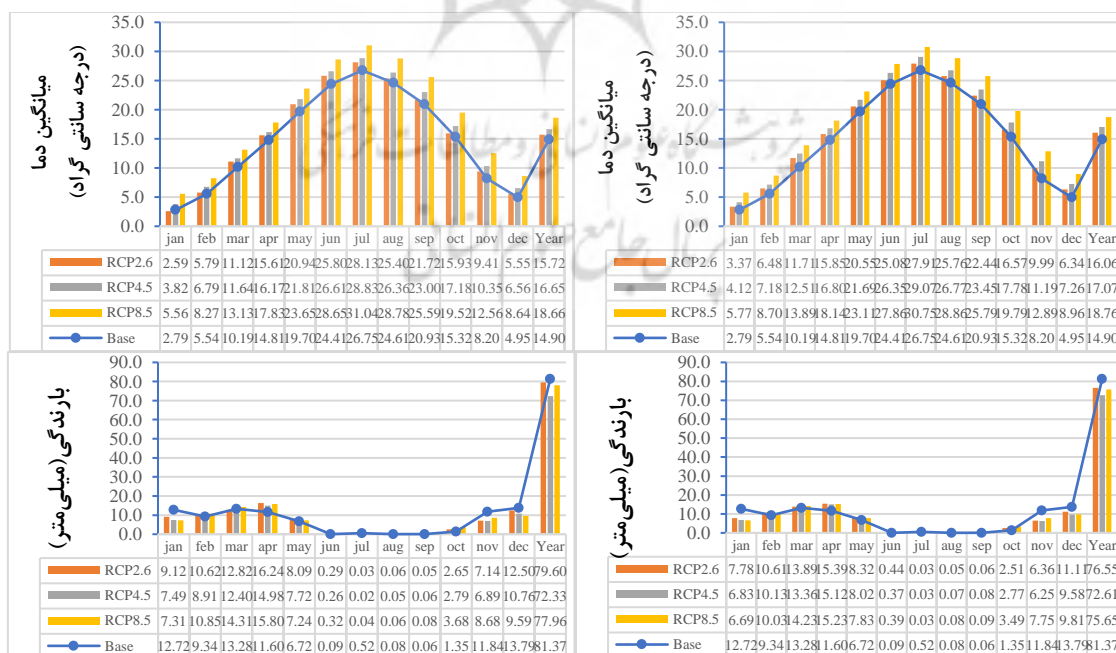 میانگین دما
(درجه سانتی گراد)
35.0
30.0
25.0
20.0
15.0
10.0
5.0
0.0
jan feb mar apr may jun jul aug sep oct nov dec Year
RCP2.6 2.59 5.79 11.12 15.61 20.94 25.80 28.13 25.40 21.72 15.93 9.41 5.55 15.72
RCP4.5 3.82 6.79 11.64 16.17 21.81 26.61 28.83 26.36 23.00 17.18 10.35 6.56 16.65
RCP8.5 5.56 8.27 13.13 17.83 23.65 28.65 31.04 28.78 25.59 19.52 12.56 8.64 18.66
Base 2.79 5.54 10.19 14.81 19.70 24.41 26.75 24.61 20.93 15.32 8.20 4.95 14.90
میانگین دما
(درجه سانتی گراد)
35.0
30.0
25.0
20.0
15.0
10.0
5.0
0.0
jan feb mar apr may jun jul aug sep oct nov dec Year
RCP2.6 3.37 6.48 11.71 15.85 20.55 25.08 27.91 25.76 22.44 16.57 9.99 6.34 16.06
RCP4.5 4.12 7.18 12.51 16.80 21.69 26.35 29.07 26.77 23.45 17.78 11.19 7.26 17.07
RCP8.5 5.77 8.70 13.89 18.14 23.11 27.86 30.75 28.86 25.79 19.79 12.89 8.96 18.76
Base 2.79 5.54 10.19 14.81 19.70 24.41 26.75 24.61 20.93 15.32 8.20 4.95 14.90
بارندگی(میلی‌متر)
90.0
80.0
70.0
60.0
50.0
40.0
30.0
20.0
10.0
0.0
jan feb mar apr may jun jul aug sep oct nov dec Year
RCP2.6 9.12 10.62 12.82 16.24 8.09 0.29 0.03 0.06 0.05 2.65 7.14 12.50 79.60
RCP4.5 7.49 8.91 12.40 14.98 7.72 0.26 0.02 0.05 0.06 2.79 6.89 10.76 72.33
RCP8.5 7.31 10.85 14.31 15.80 7.24 0.32 0.04 0.06 0.08 3.68 8.68 9.59 77.96
Base 12.72 9.34 13.28 11.60 6.72 0.09 0.52 0.08 0.06 1.35 11.84 13.79 81.37
بارندگی(میلی‌متر)
90.0
80.0
70.0
60.0
50.0
40.0
30.0
20.0
10.0
0.0
jan feb mar apr may jun jul aug sep oct nov dec Year
RCP2.6 7.78 10.61 13.89 15.39 8.32 0.44 0.03 0.05 0.06 2.51 6.36 11.11 76.55
RCP4.5 6.83 10.13 13.36 15.12 8.02 0.37 0.03 0.07 0.08 2.77 6.25 9.58 72.61
RCP8.5 6.69 10.03 14.23 15.23 7.83 0.39 0.03 0.08 0.09 3.49 7.75 9.81 75.65
Base 12.72 9.34 13.28 11.60 6.72 0.09 0.52 0.08 0.06 1.35 11.84 13.79 81.37
پرتال جامع علوم انسانی